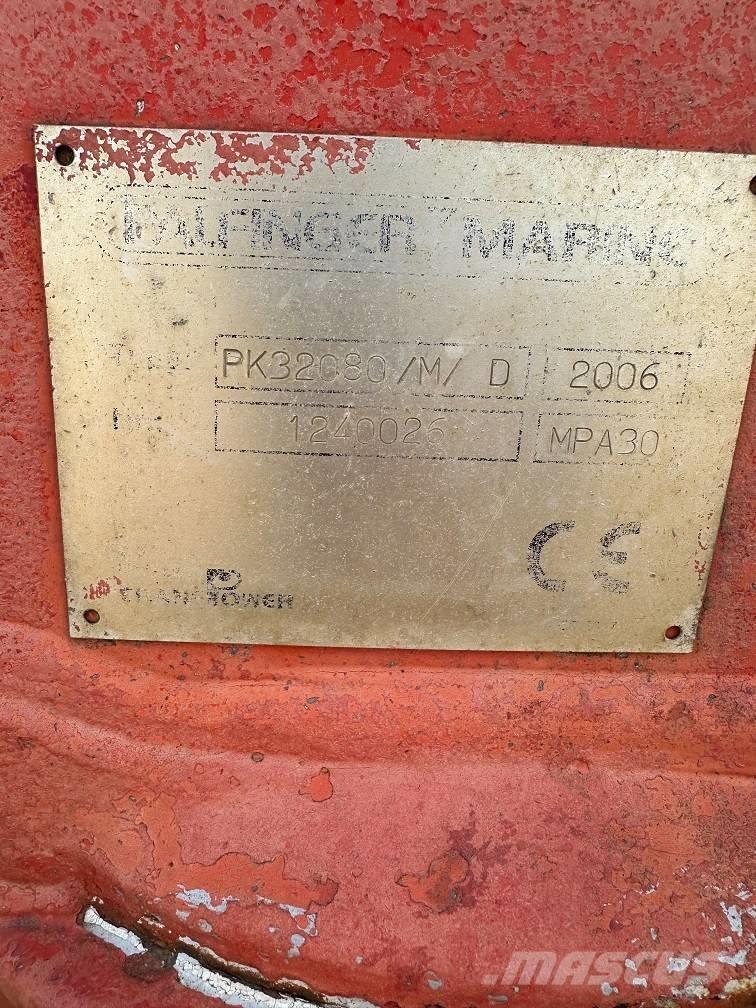 PALFINGER MARINE
PK32080/M/ D 2006
1240026 MPA30
CE
MASCUS